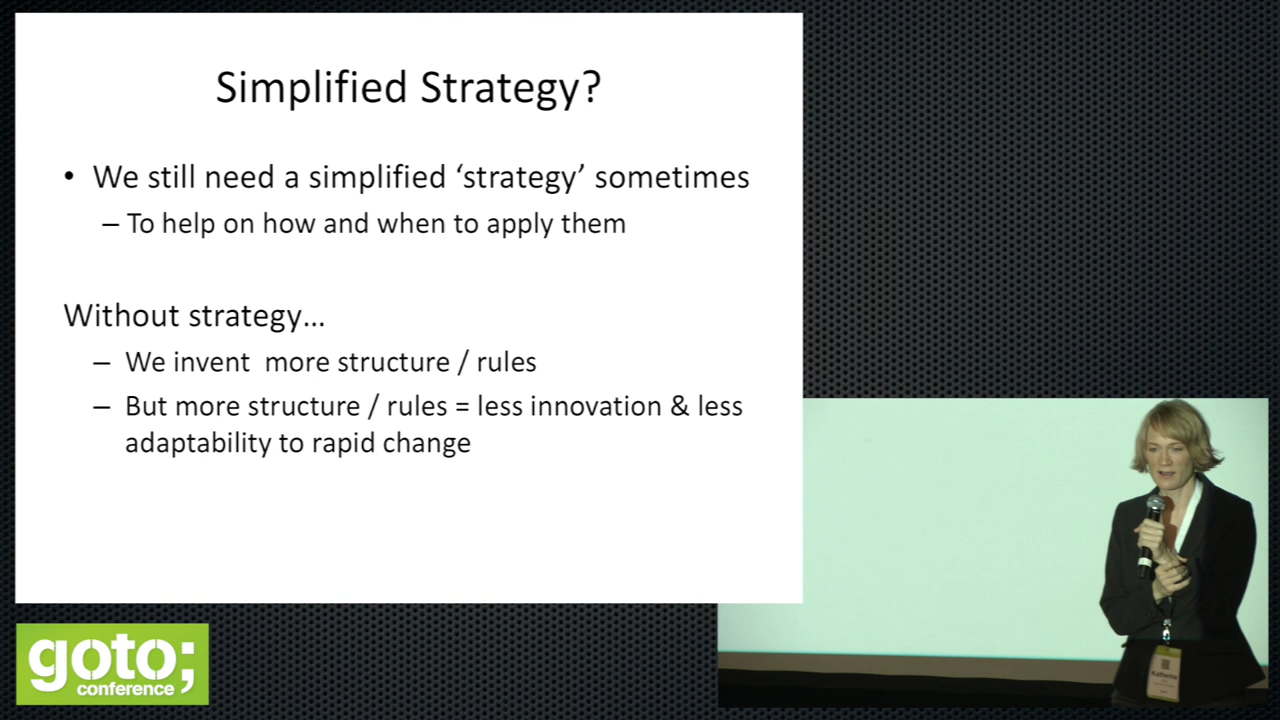 Simplified Strategy?
• We still need a simplified ‘strategy’ sometimes
– To help on how and when to apply them
Without strategy...
– We invent  more structure / rules
– But more structure / rules = less innovation & less
adaptability to rapid change
goto;
conference
Katherine